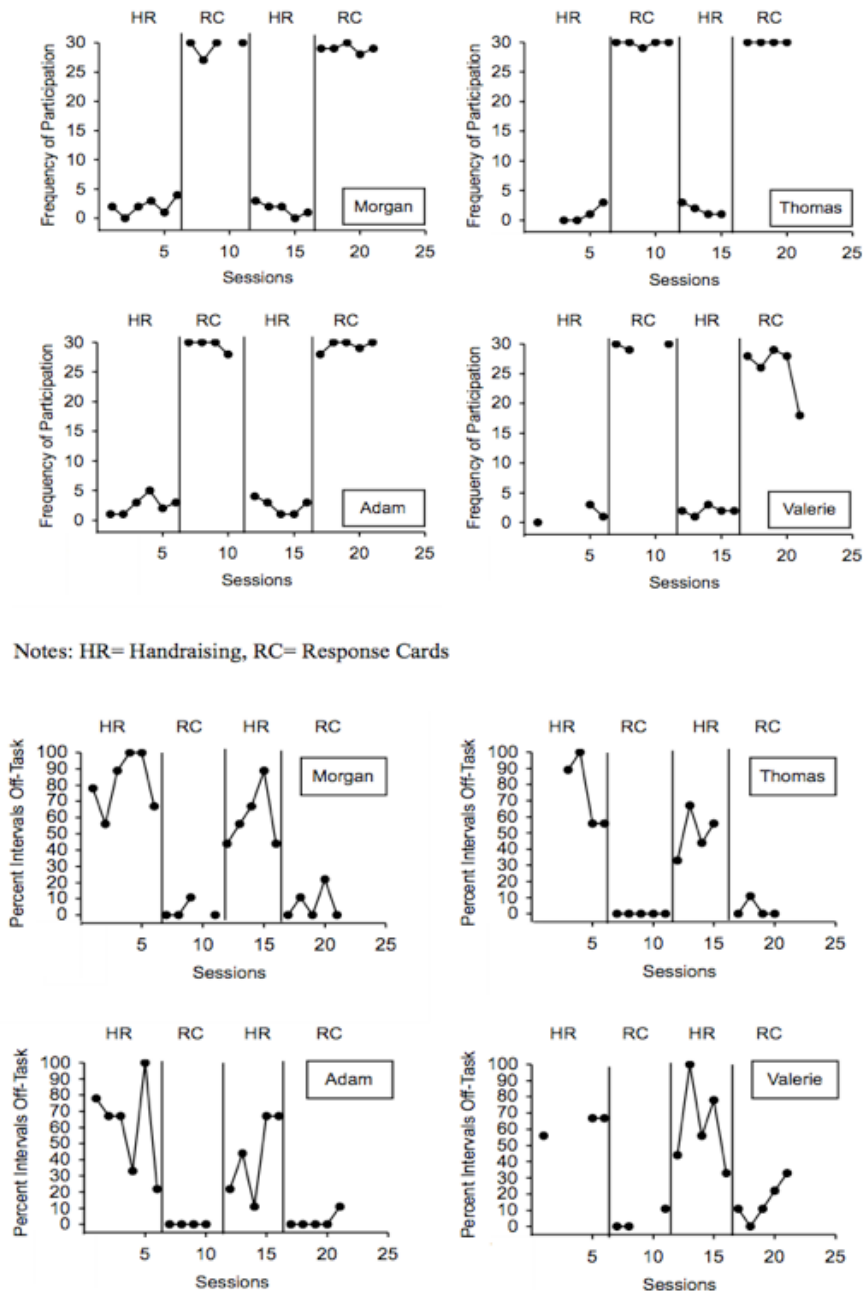 HR RC HR RC
Frequency of Participation
30
25
20
15
10
5
0
Morgan
5 10 15 20 25
Sessions
HR RC HR RC
Frequency of Participation
30
25
20
15
10
5
0
Thomas
5 10 15 20 25
Sessions
HR RC HR RC
Frequency of Participation
30
25
20
15
10
5
0
Adam
5 10 15 20 25
Sessions
HR RC HR RC
Frequency of Participation
30
25
20
15
10
5
0
Valerie
5 10 15 20 25
Sessions
Notes: HR= Handraising, RC= Response Cards
HR RC HR RC
Percent Intervals Off-Task
100
90
80
70
60
50
40
30
20
10
0
Morgan
5 10 15 20 25
Sessions
HR RC HR RC
Percent Intervals Off-Task
100
90
80
70
60
50
40
30
20
10
0
Thomas
5 10 15 20 25
Sessions
HR RC HR RC
Percent Intervals Off-Task
100
90
80
70
60
50
40
30
20
10
0
Adam
5 10 15 20 25
Sessions
HR RC HR RC
Percent Intervals Off-Task
100
90
80
70
60
50
40
30
20
10
0
Valerie
5 10 15 20 25
Sessions